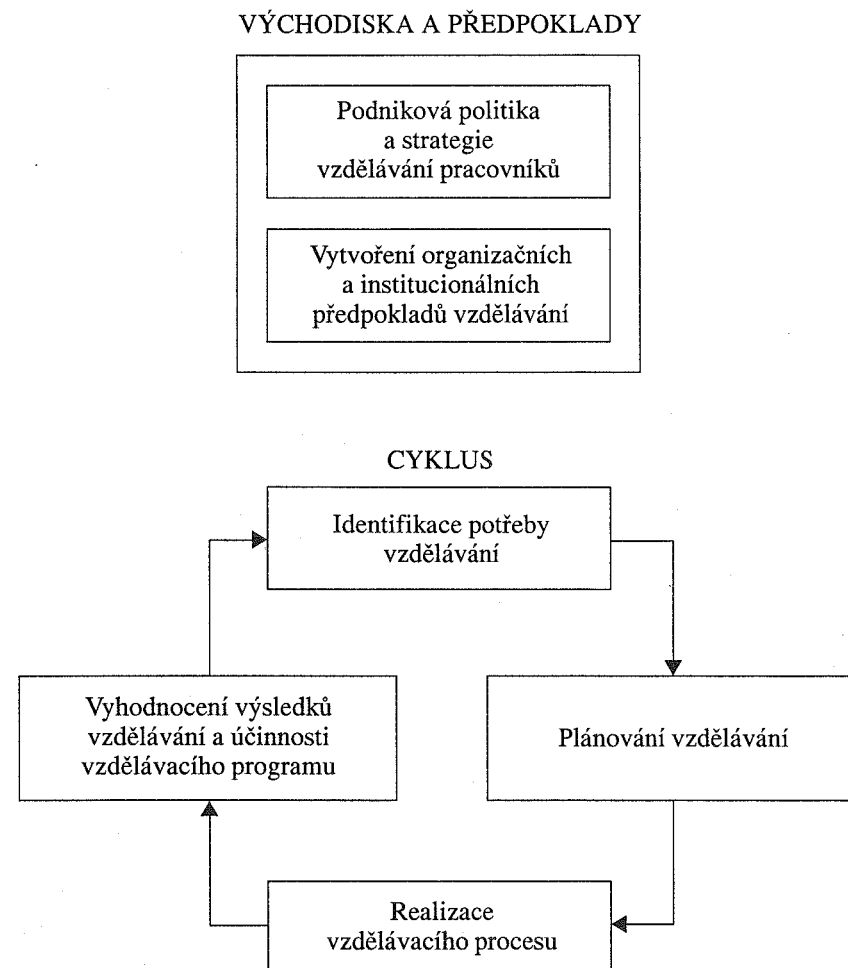 VÝCHODISKA A PŘEDPOKLADY
Podniková politika
a strategie
vzdělávání pracovníků
Vytvoření organizačních
a institucionálních
předpokladů vzdělávání
CYKLUS
Identifikace potřeby
vzdělávání
Plánování vzdělávání
Realizace
vzdělávacího procesu
Vyhodnocení výsledků
vzdělávání a účinnosti
vzdělávacího programu